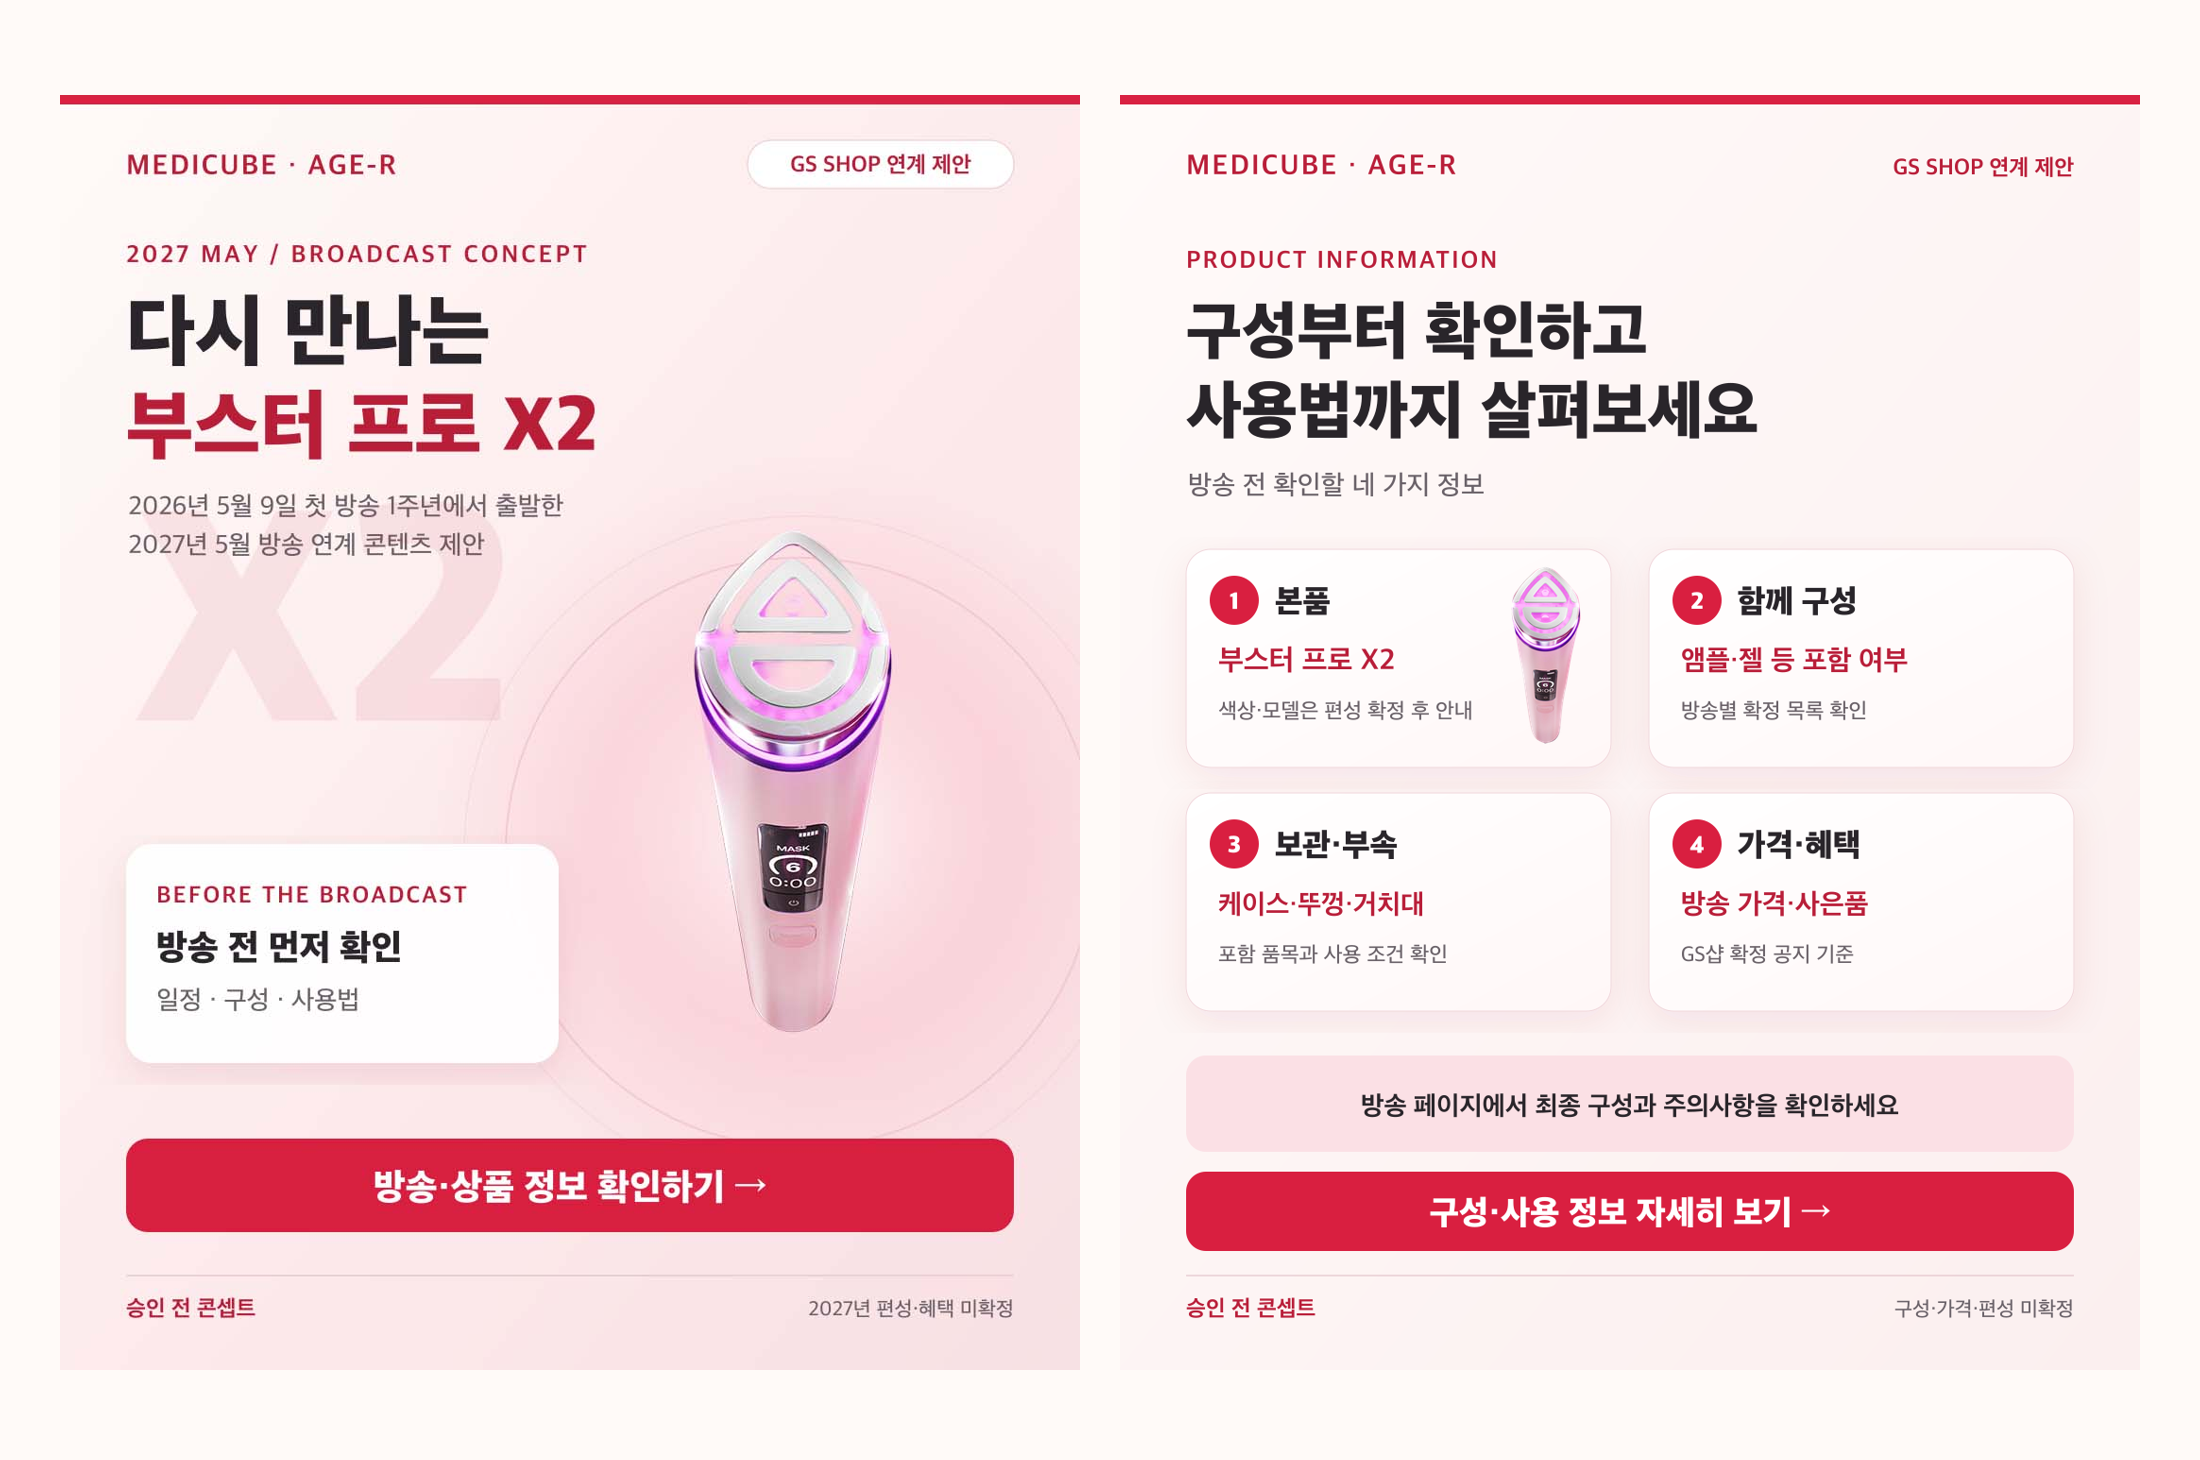 MEDICUBE · AGE-R
GS SHOP 연계 제안
2027 MAY / BROADCAST CONCEPT
다시 만나는
부스터 프로 X2
2026년 5월 9일 첫 방송 1주년에서 출발한
2027년 5월 방송 연계 콘텐츠 제안
X2
MASK
6
0:00
BEFORE THE BROADCAST
방송 전 먼저 확인
일정 · 구성 · 사용법
방송·상품 정보 확인하기 →
승인 전 콘셉트
2027년 편성·혜택 미확정
MEDICUBE · AGE-R
GS SHOP 연계 제안
PRODUCT INFORMATION
구성부터 확인하고
사용법까지 살펴보세요
방송 전 확인할 네 가지 정보
1 본품
부스터 프로 X2
색상·모델은 편성 확정 후 안내
6
0:00
2 함께 구성
앰플·젤 등 포함 여부
방송별 확정 목록 확인
3 보관·부속
케이스·뚜껑·거치대
포함 품목과 사용 조건 확인
4 가격·혜택
방송 가격·사은품
GS샵 확정 공지 기준
방송 페이지에서 최종 구성과 주의사항을 확인하세요
구성·사용 정보 자세히 보기 →
승인 전 콘셉트
구성·가격·편성 미확정